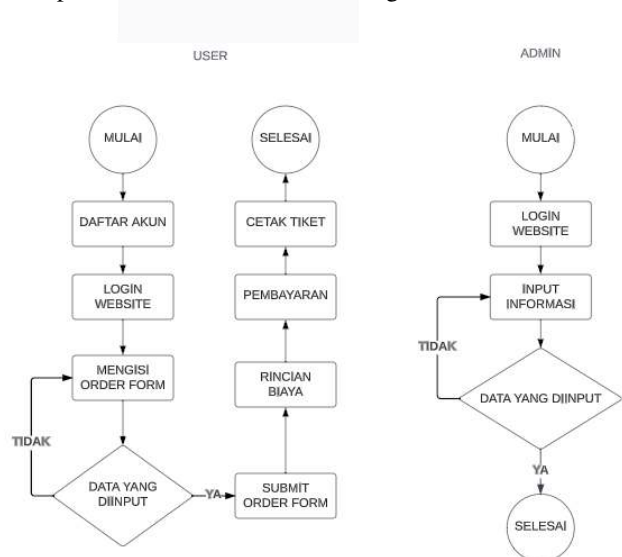 USER
MULAI
DAFTAR AKUN
LOGIN
WEBSITE
MENGISI
ORDER FORM
TIDAK
DATA YANG
DIINPUT
YA
SUBMIT
ORDER FORM
RINCIAN
BIAYA
PEMBAYARAN
CETAK TIKET
SELESAI
ADMIN
MULAI
LOGIN
WEBSITE
INPUT
INFORMASI
TIDAK
DATA YANG DIINPUT
YA
SELESAI